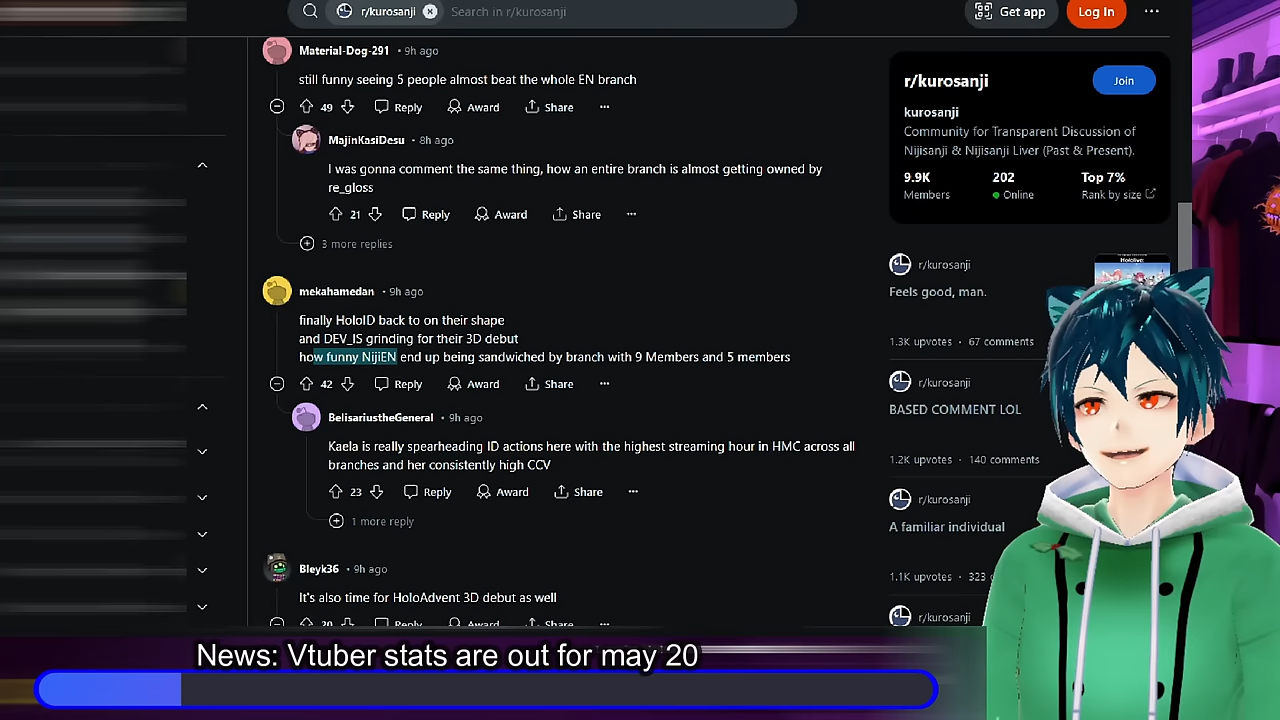 r/kurosanji
Search in r/kurosanji
Get app
Log In
Material-Dog-291 • 9h ago
still funny seeing 5 people almost beat the whole EN branch
49 Reply Award Share
MajinKasiDesu • 8h ago
I was gonna comment the same thing, how an entire branch is almost getting owned by
re_gloss
21 Reply Award Share
3 more replies
mekahamedan • 9h ago
finally HoloID back to on their shape
and DEV_IS grinding for their 3D debut
how funny NijiEN end up being sandwiched by branch with 9 Members and 5 members
42 Reply Award Share
BelisariustheGeneral • 9h ago
Kaela is really spearheading ID actions here with the highest streaming hour in HMC across all
branches and her consistently high CCV
23 Reply Award Share
1 more reply
Bleyk36 • 9h ago
It's also time for HoloAdvent 3D debut as well
20 Reply Award Share
r/kurosanji
Join
kurosanji
Community for Transparent Discussion of
Nijisanji & Nijisanji Liver (Past & Present).
9.9K 202 Top 7%
Members Online Rank by size
r/kurosanji
Hololive:
Feels good, man.
1.3K upvotes • 67 comments
r/kurosanji
BASED COMMENT LOL
1.2K upvotes • 140 comments
r/kurosanji
A familiar individual
1.1K upvotes • 323
r/kurosanji
News: Vtuber stats are out for may 20